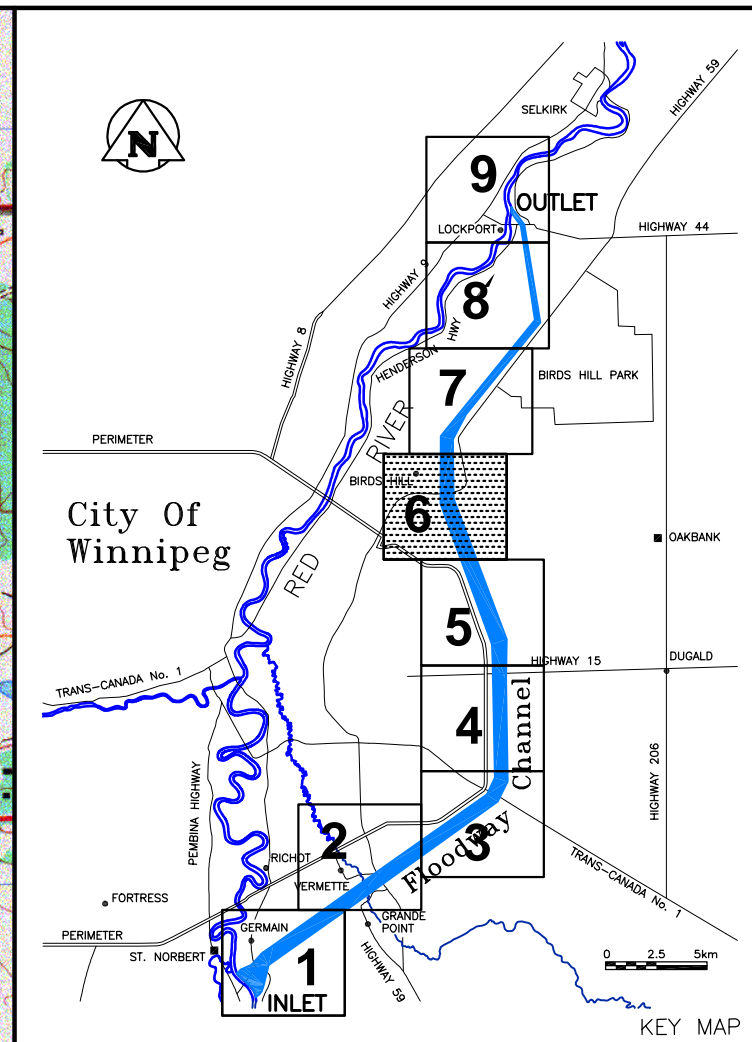 HIGHWAY 59
SELKIRK
N
9
OUTLET
LOCKPORT
HIGHWAY 44
HIGHWAY 9
8
HIGHWAY 8
HENDERSON HWY
7
BIRDS HILL PARK
PERIMETER
RED RIVER
BIRDS HILL
6
City Of
Winnipeg
OAKBANK
5
HIGHWAY 15
DUGALD
TRANS-CANADA No. 1
4
Floodway Channel
HIGHWAY 206
PEMBINA HIGHWAY
2
3
RICHOT
VERMETTE
TRANS-CANADA No. 1
FORTRESS
GRANDE
POINT
PERIMETER
GERMAIN
ST. NORBERT
1
HIGHWAY 59
INLET
0 2.5 5km
KEY MAP